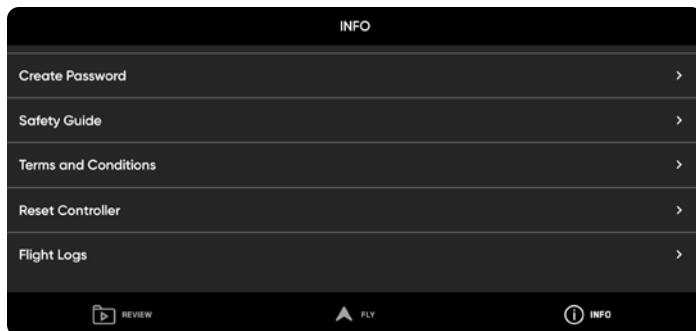 INFO
Create Password
Safety Guide
Terms and Conditions
Reset Controller
Flight Logs
REVIEW
FLY
INFO